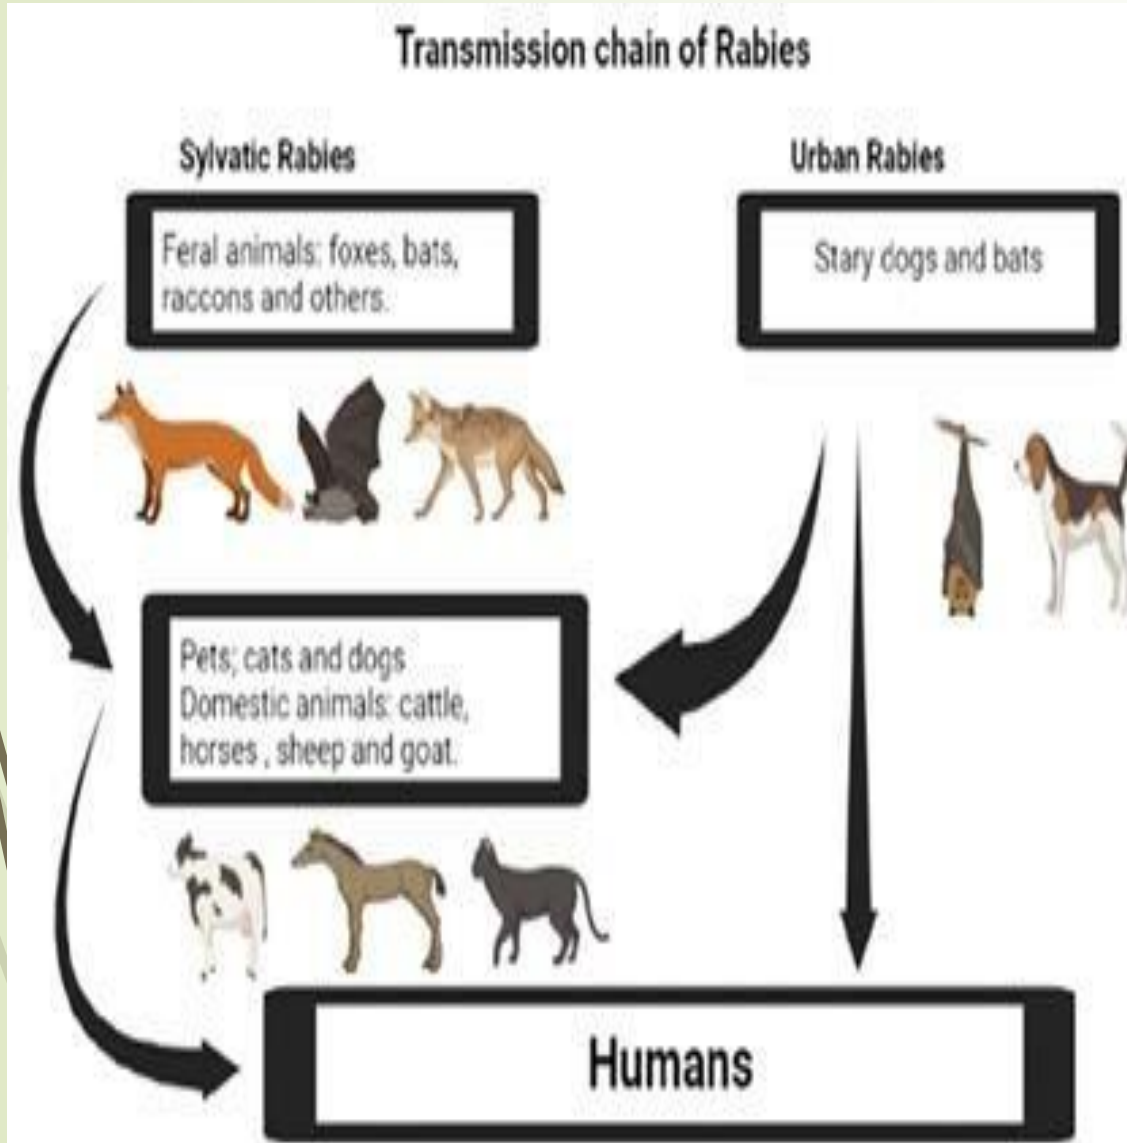 Transmission chain of Rabies
Sylvatic Rabies
Feral animals: foxes, bats,
raccons and others.
Urban Rabies
Stary dogs and bats
Pets; cats and dogs
Domestic animals: cattle,
horses , sheep and goat.
Humans